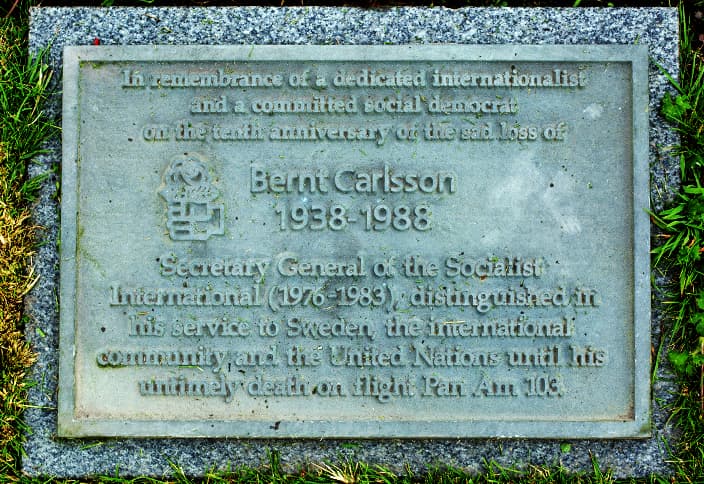 In remembrance of a dedicated internationalist
and a committed social democrat
on the tenth anniversary of the sad loss of
Bernt Carlsson
1938-1988
Secretary General of the Socialist
International (1976-1983), distinguished in
his service to Sweden, the international
community and the United Nations until his
untimely death on flight Pan Am 103.